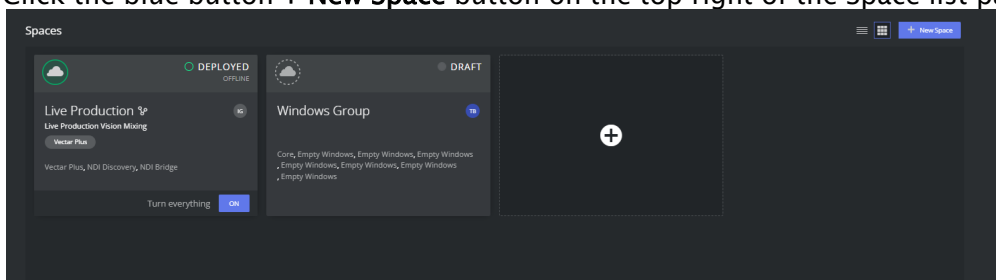 Click the blue button + New Space button on the top right of the Space list p
Spaces
+ New Space
DEPLOYED
OFFLINE
Live Production
IG
Live Production Vision Mixing
Vectar Plus
Vectar Plus, NDI Discovery, NDI Bridge
Turn everything ON
DRAFT
Windows Group
TB
Core, Empty Windows, Empty Windows, Empty Windows
, Empty Windows, Empty Windows, Empty Windows
, Empty Windows